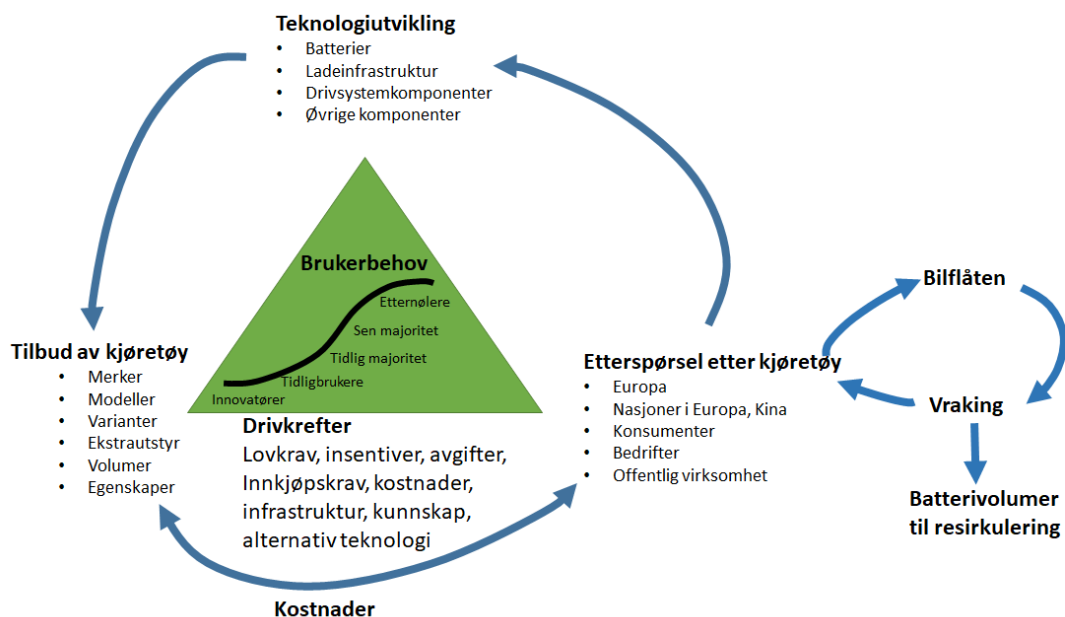 Teknologiutvikling
• Batterier
• Ladeinfrastruktur
• Drivsystemkomponenter
• Øvrige komponenter
Brukerbehov
Etternølere
Sen majoritet
Tidlig majoritet
Tidligbrukere
Innovatører
Tilbud av kjøretøy
• Merker
• Modeller
• Varianter
• Ekstrautstyr
• Volumer
• Egenskaper
Drivkrefter
Lovkrav, insentiver, avgifter,
Innkjøpskrav, kostnader,
infrastruktur, kunnskap,
alternativ teknologi
Kostnader
Etterspørsel etter kjøretøy
• Europa
• Nasjoner i Europa, Kina
• Konsumenter
• Bedrifter
• Offentlig virksomhet
Bilflåten
Vraking
Batterivolumer
til resirkulering